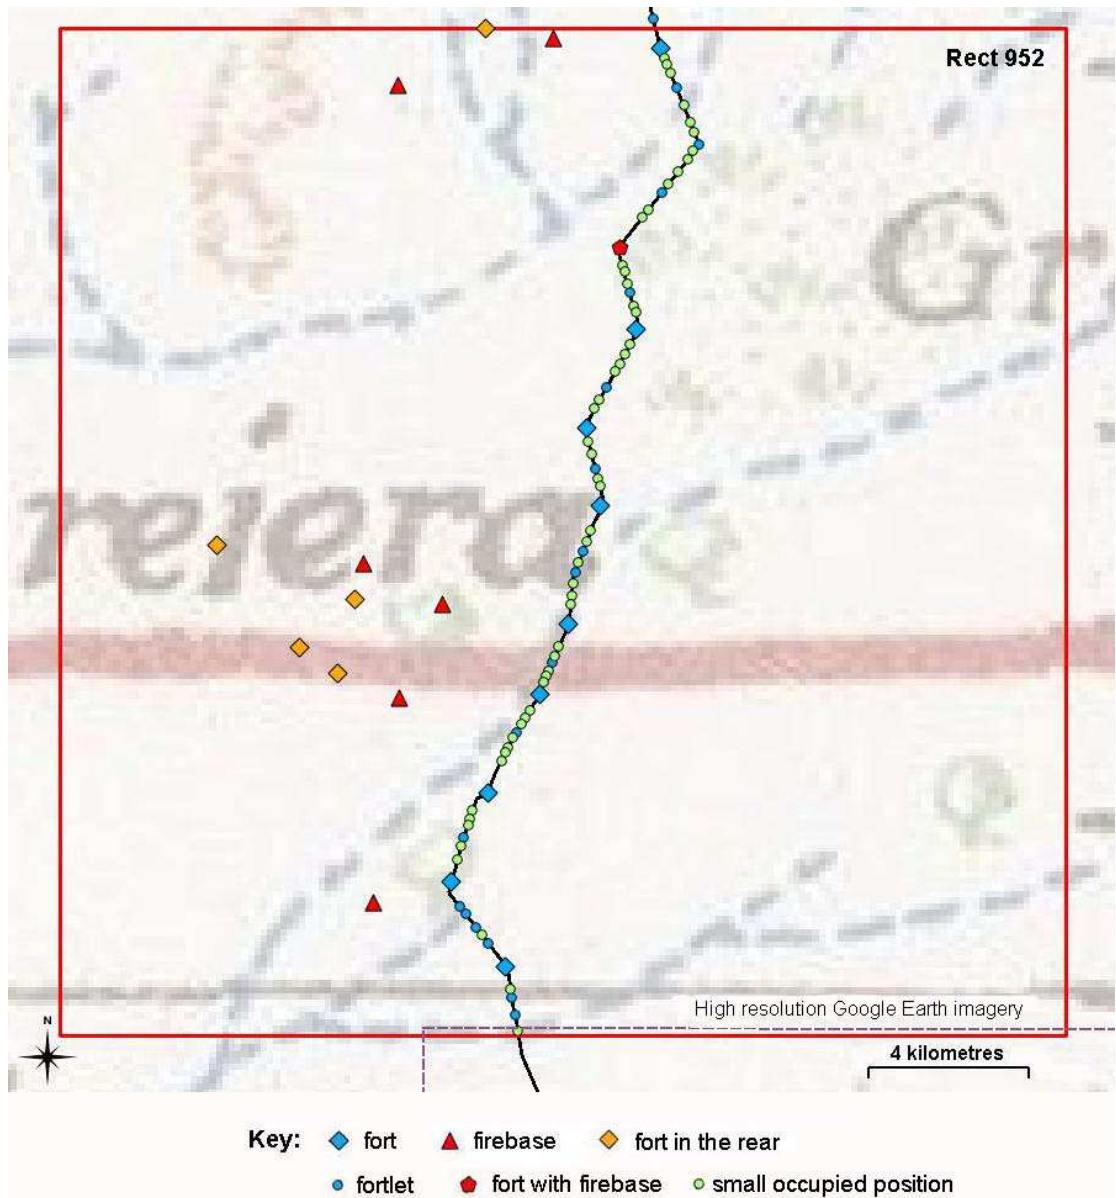 Rect 952
Gr
reiera
High resolution Google Earth imagery
N
4 kilometres
Key: fort firebase fort in the rear
fortlet fort with firebase small occupied position